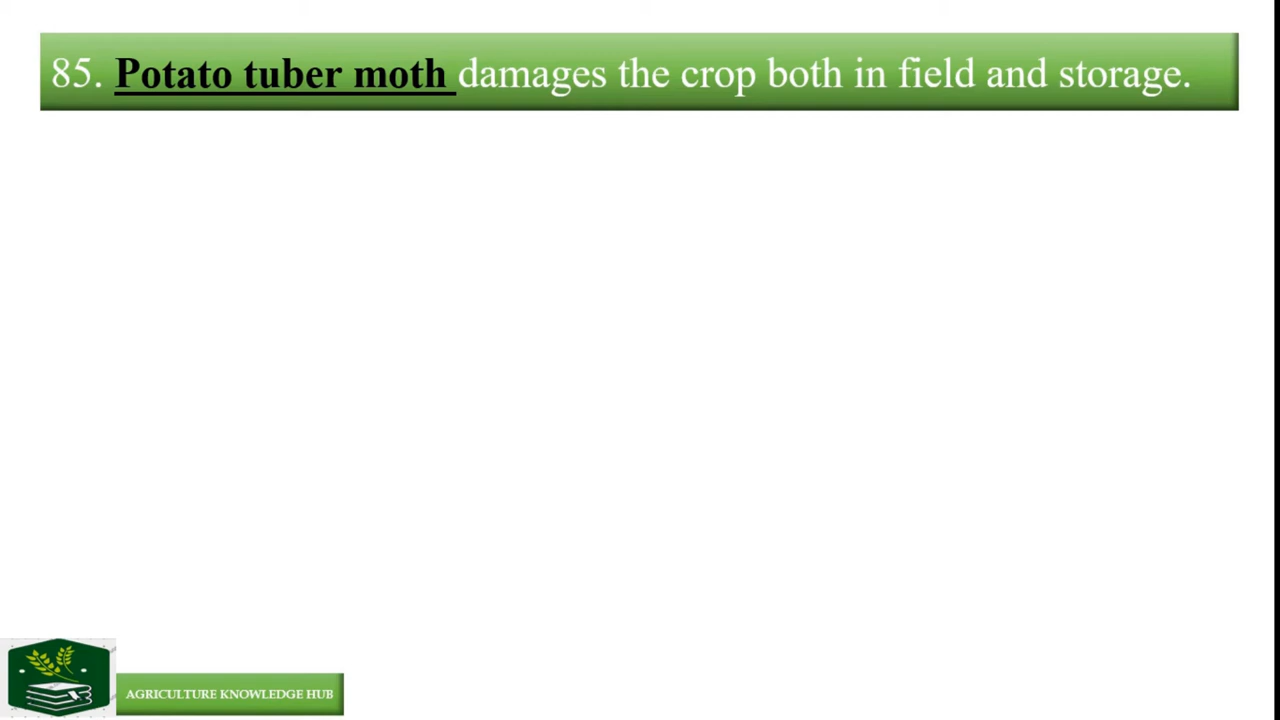 85. Potato tuber moth damages the crop both in field and storage.
AGRICULTURE KNOWLEDGE HUB